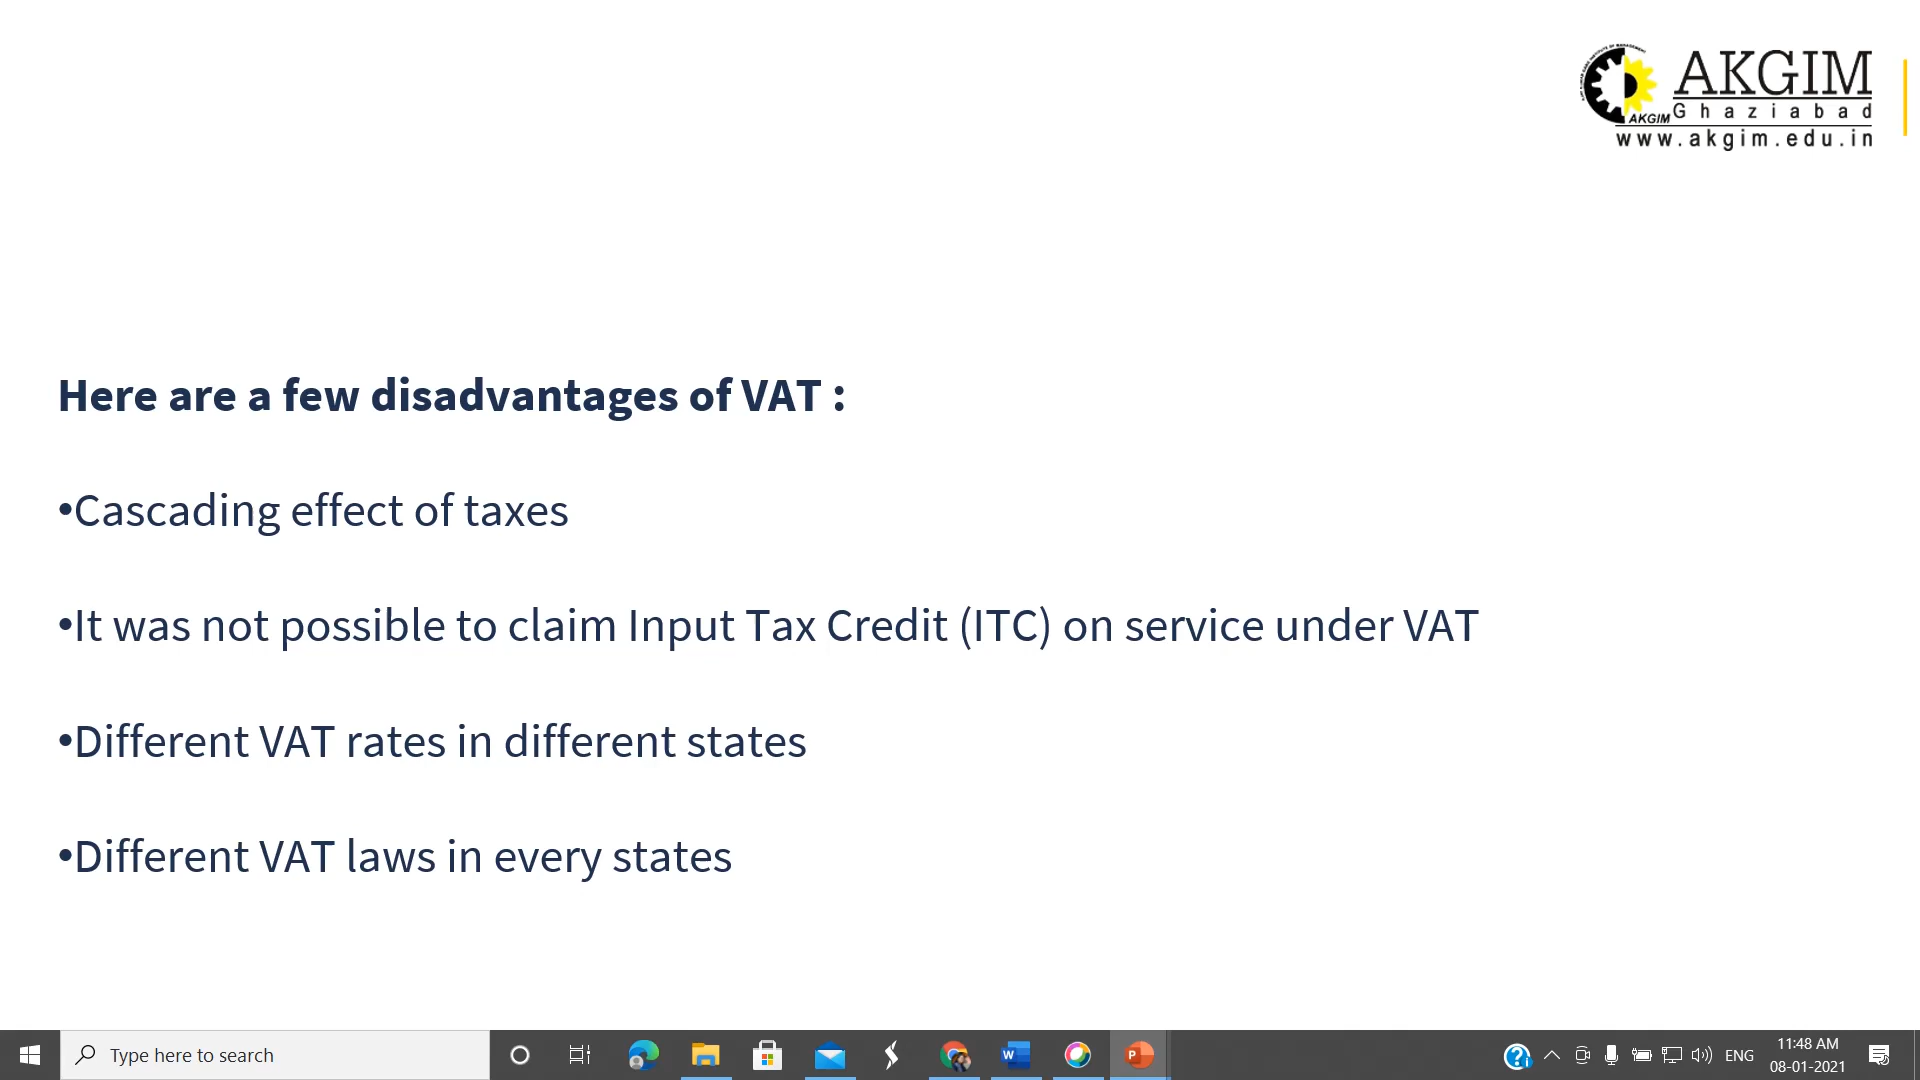 AKGIM
AKGIM Ghaziabad
www.akgim.edu.in
Here are a few disadvantages of VAT :
•Cascading effect of taxes
•It was not possible to claim Input Tax Credit (ITC) on service under VAT
•Different VAT rates in different states
•Different VAT laws in every states
Type here to search
ENG
11:48 AM
08-01-2021